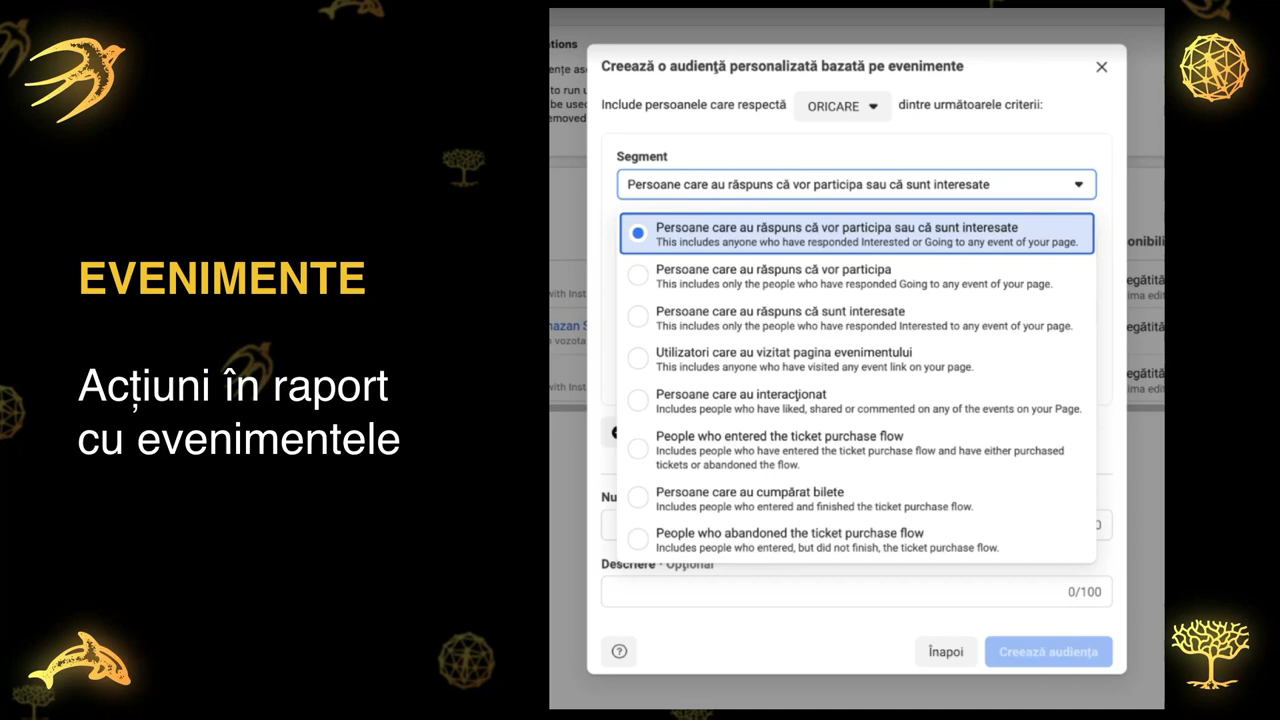 EVENIMENTE
Acțiuni în raport
cu evenimentele
Creează o audiență personalizată bazată pe evenimente
Include persoanele care respectă ORICARE dintre următoarele criterii:
Segment
Persoane care au răspuns că vor participa sau că sunt interesate
Persoane care au răspuns că vor participa sau că sunt interesate
This includes anyone who have responded Interested or Going to any event of your page.
Persoane care au răspuns că vor participa
This includes only the people who have responded Going to any event of your page.
Persoane care au răspuns că sunt interesate
This includes only the people who have responded Interested to any event of your page.
Utilizatori care au vizitat pagina evenimentului
This includes anyone who have visited any event link on your page.
Persoane care au interacționat
Includes people who have liked, shared or commented on any of the events on your Page.
People who entered the ticket purchase flow
Includes people who have entered the ticket purchase flow and have either purchased
tickets or abandoned the flow.
Persoane care au cumpărat bilete
Includes people who entered and finished the ticket purchase flow.
People who abandoned the ticket purchase flow
Includes people who entered, but did not finish, the ticket purchase flow.
Nu
Descriere · Opțional
0/100
Înapoi
Creează audiența